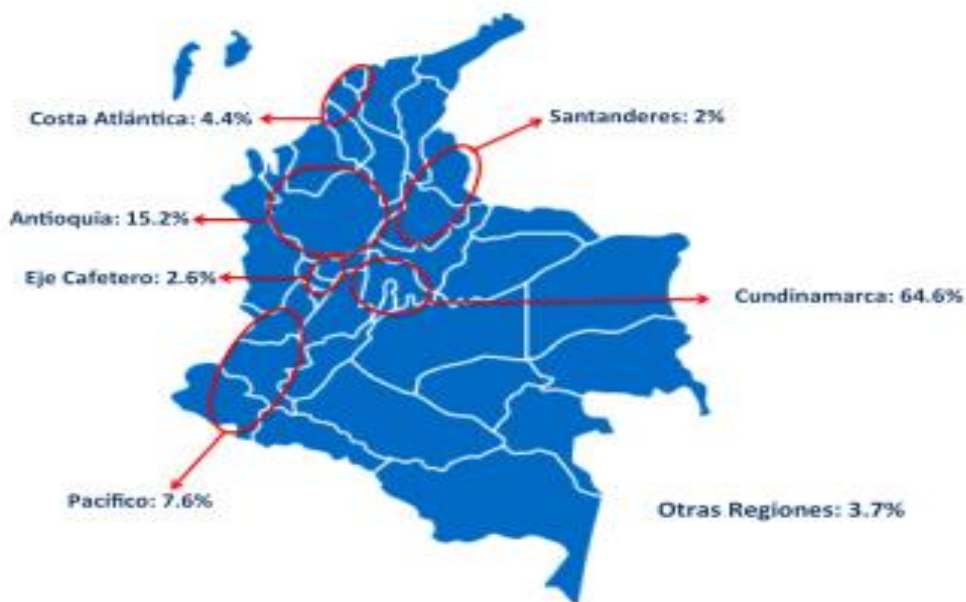 Costa Atlántica: 4.4%
Santanderes: 2%
Antioquia: 15.2%
Eje Cafetero: 2.6%
Cundinamarca: 64.6%
Pacífico: 7.6%
Otras Regiones: 3.7%